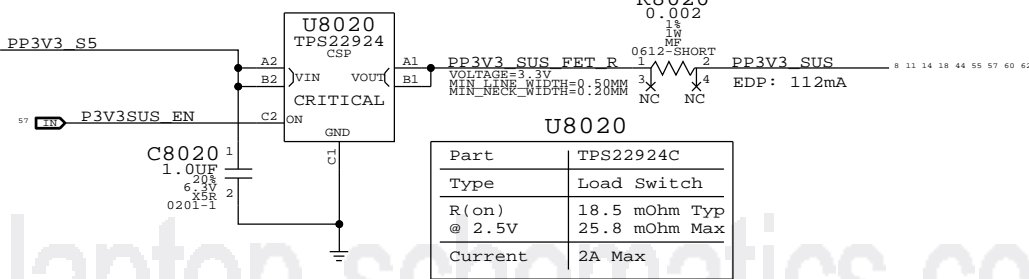 R8020
0.002
1%
1W
MF
0612-SHORT
U8020
TPS22924
CSP
PP3V3_S5
A2
VIN
B2
VOUT
A1
B1
CRITICAL
PP3V3_SUS_FET_R
VOLTAGE=3.3V
MIN_LINE_WIDTH=0.50MM
MIN_NECK_WIDTH=0.20MM
1
2
3
4
NC
NC
PP3V3_SUS
EDP: 112mA
8 11 14 18 44 55 57 60 62
57
IN
P3V3SUS_EN
C2
ON
GND
C1
C8020
1
1.0UF
20%
6.3V
X5R
0201-1
2
U8020
Part TPS22924C
Type Load Switch
R(on) 18.5 mOhm Typ
@ 2.5V 25.8 mOhm Max
Current 2A Max